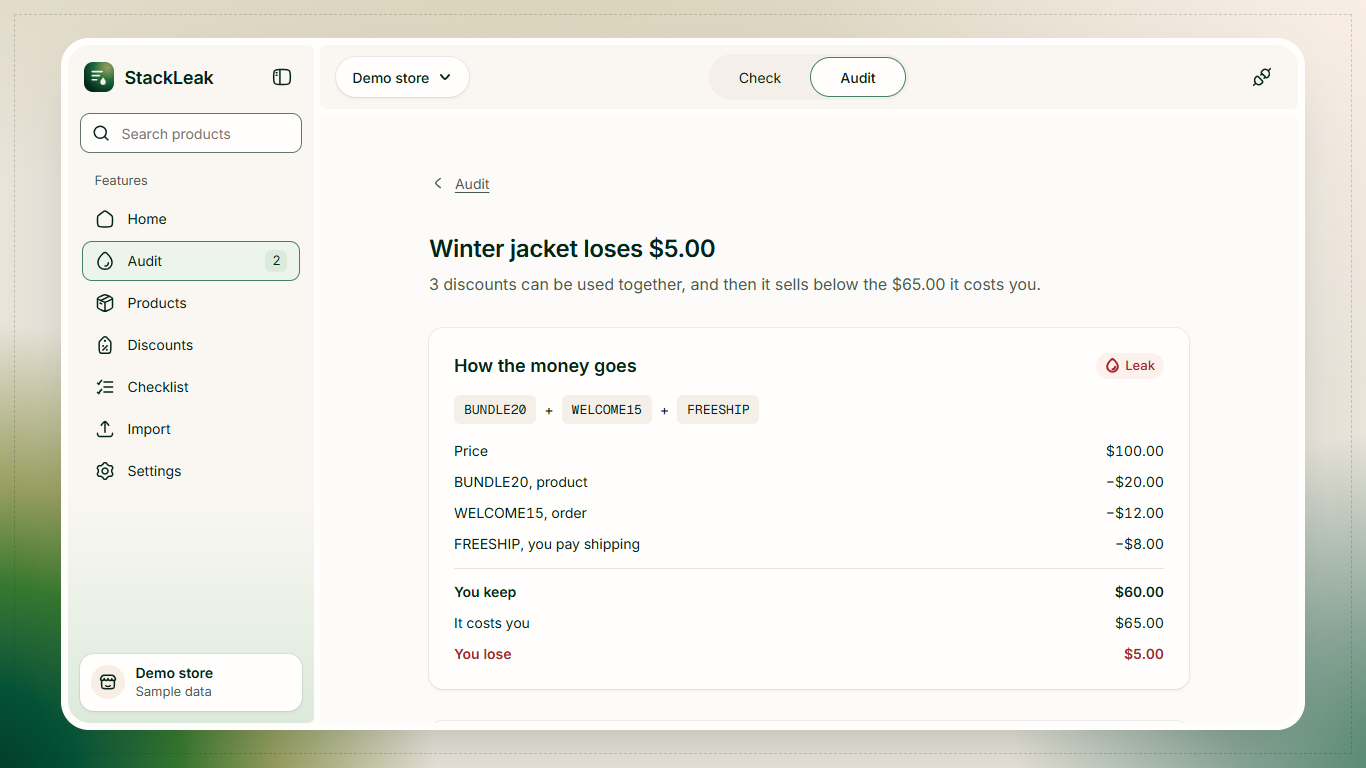 StackLeak
Search products
Features
Home
Audit 2
Products
Discounts
Checklist
Import
Settings
Demo store
Sample data
Demo store
Check
Audit
Audit
Winter jacket loses $5.00
3 discounts can be used together, and then it sells below the $65.00 it costs you.
How the money goes
Leak
BUNDLE20 + WELCOME15 + FREESHIP
Price $100.00
BUNDLE20, product −$20.00
WELCOME15, order −$12.00
FREESHIP, you pay shipping −$8.00
You keep $60.00
It costs you $65.00
You lose $5.00